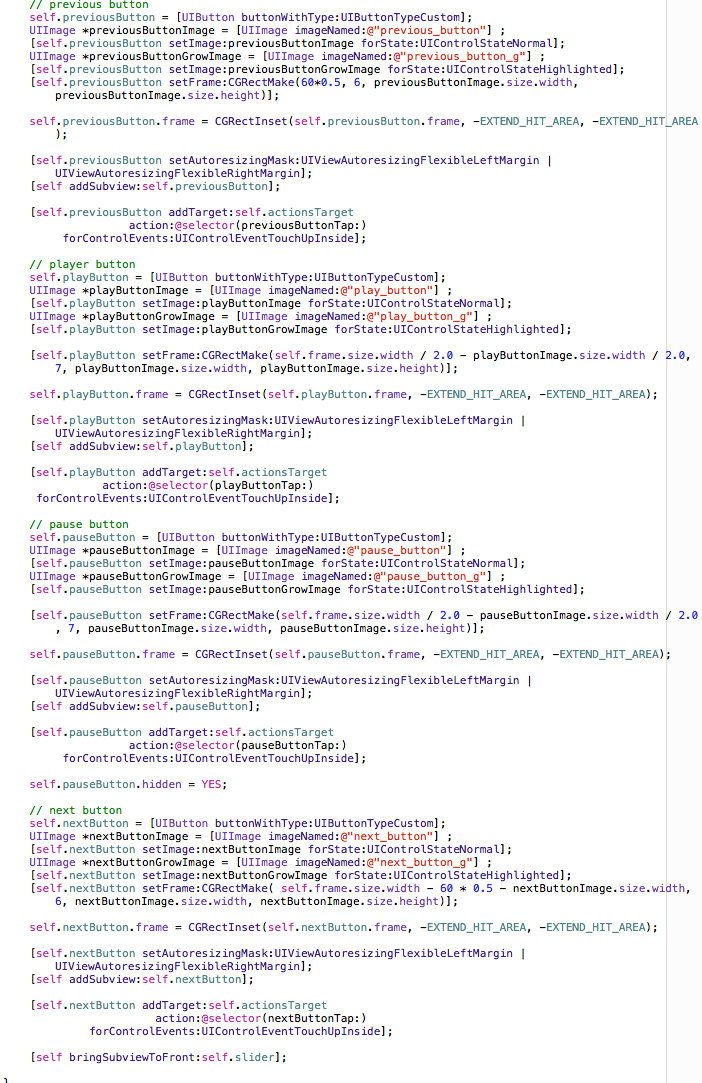 // previous button
self.previousButton = [UIButton buttonWithType:UIButtonTypeCustom];
UIImage *previousButtonImage = [UIImage imageNamed:@"previous_button"] ;
[self.previousButton setImage:previousButtonImage forState:UIControlStateNormal];
UIImage *previousButtonGrowImage = [UIImage imageNamed:@"previous_button_g"] ;
[self.previousButton setImage:previousButtonGrowImage forState:UIControlStateHighlighted];
[self.previousButton setFrame:CGRectMake(60*0.5, 6, previousButtonImage.size.width,
previousButtonImage.size.height)];
self.previousButton.frame = CGRectInset(self.previousButton.frame, -EXTEND_HIT_AREA, -EXTEND_HIT_AREA
);
[self.previousButton setAutoresizingMask:UIViewAutoresizingFlexibleLeftMargin |
UIViewAutoresizingFlexibleRightMargin];
[self addSubview:self.previousButton];
[self.previousButton addTarget:self.actionsTarget
action:@selector(previousButtonTap:)
forControlEvents:UIControlEventTouchUpInside];
// player button
self.playButton = [UIButton buttonWithType:UIButtonTypeCustom];
UIImage *playButtonImage = [UIImage imageNamed:@"play_button"] ;
[self.playButton setImage:playButtonImage forState:UIControlStateNormal];
UIImage *playButtonGrowImage = [UIImage imageNamed:@"play_button_g"] ;
[self.playButton setImage:playButtonGrowImage forState:UIControlStateHighlighted];
[self.playButton setFrame:CGRectMake(self.frame.size.width / 2.0 - playButtonImage.size.width / 2.0,
7, playButtonImage.size.width, playButtonImage.size.height)];
self.playButton.frame = CGRectInset(self.playButton.frame, -EXTEND_HIT_AREA, -EXTEND_HIT_AREA);
[self.playButton setAutoresizingMask:UIViewAutoresizingFlexibleLeftMargin |
UIViewAutoresizingFlexibleRightMargin];
[self addSubview:self.playButton];
[self.playButton addTarget:self.actionsTarget
action:@selector(playButtonTap:)
forControlEvents:UIControlEventTouchUpInside];
// pause button
self.pauseButton = [UIButton buttonWithType:UIButtonTypeCustom];
UIImage *pauseButtonImage = [UIImage imageNamed:@"pause_button"] ;
[self.pauseButton setImage:pauseButtonImage forState:UIControlStateNormal];
UIImage *pauseButtonGrowImage = [UIImage imageNamed:@"pause_button_g"] ;
[self.pauseButton setImage:pauseButtonGrowImage forState:UIControlStateHighlighted];
[self.pauseButton setFrame:CGRectMake(self.frame.size.width / 2.0 - pauseButtonImage.size.width / 2.0
, 7, pauseButtonImage.size.width, pauseButtonImage.size.height)];
self.pauseButton.frame = CGRectInset(self.pauseButton.frame, -EXTEND_HIT_AREA, -EXTEND_HIT_AREA);
[self.pauseButton setAutoresizingMask:UIViewAutoresizingFlexibleLeftMargin |
UIViewAutoresizingFlexibleRightMargin];
[self addSubview:self.pauseButton];
[self.pauseButton addTarget:self.actionsTarget
action:@selector(pauseButtonTap:)
forControlEvents:UIControlEventTouchUpInside];
self.pauseButton.hidden = YES;
// next button
self.nextButton = [UIButton buttonWithType:UIButtonTypeCustom];
UIImage *nextButtonImage = [UIImage imageNamed:@"next_button"] ;
[self.nextButton setImage:nextButtonImage forState:UIControlStateNormal];
UIImage *nextButtonGrowImage = [UIImage imageNamed:@"next_button_g"] ;
[self.nextButton setImage:nextButtonGrowImage forState:UIControlStateHighlighted];
[self.nextButton setFrame:CGRectMake( self.frame.size.width - 60 * 0.5 - nextButtonImage.size.width,
6, nextButtonImage.size.width, nextButtonImage.size.height)];
self.nextButton.frame = CGRectInset(self.nextButton.frame, -EXTEND_HIT_AREA, -EXTEND_HIT_AREA);
[self.nextButton setAutoresizingMask:UIViewAutoresizingFlexibleLeftMargin |
UIViewAutoresizingFlexibleRightMargin];
[self addSubview:self.nextButton];
[self.nextButton addTarget:self.actionsTarget
action:@selector(nextButtonTap:)
forControlEvents:UIControlEventTouchUpInside];
[self bringSubviewToFront:self.slider];
}